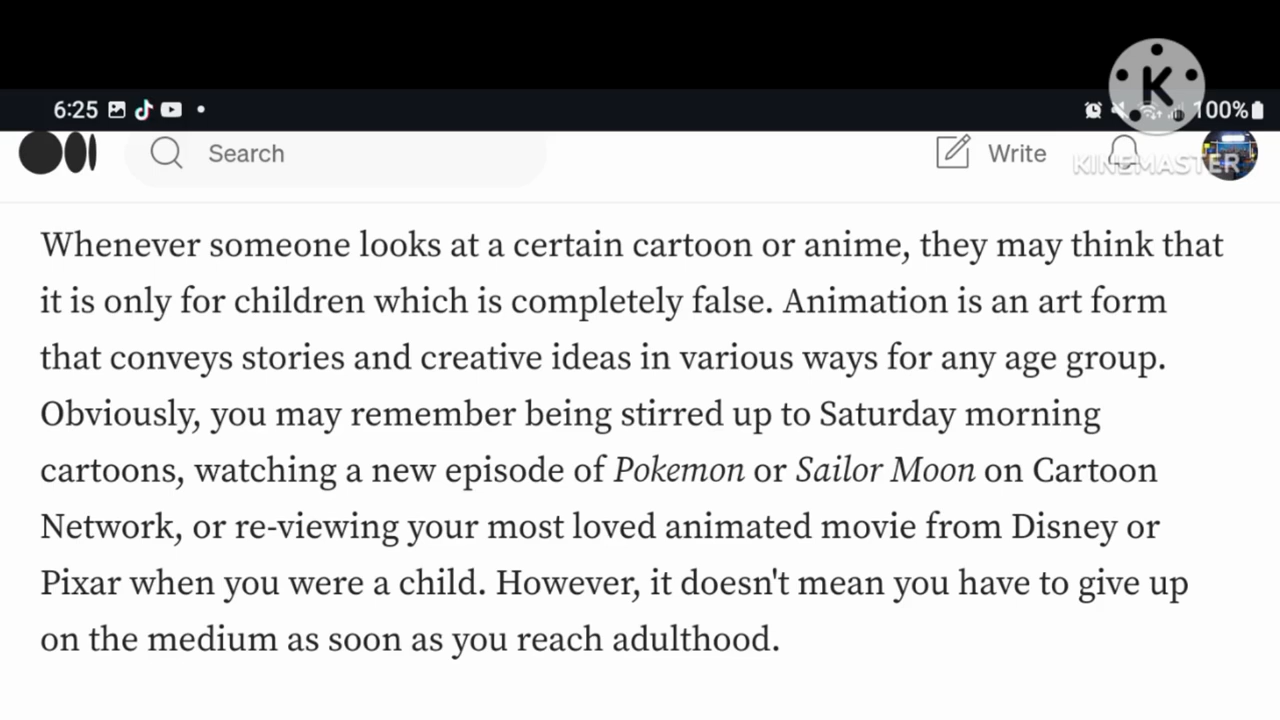 6:25
100%
K
KINEMASTER
Search
Write
Whenever someone looks at a certain cartoon or anime, they may think that
it is only for children which is completely false. Animation is an art form
that conveys stories and creative ideas in various ways for any age group.
Obviously, you may remember being stirred up to Saturday morning
cartoons, watching a new episode of Pokemon or Sailor Moon on Cartoon
Network, or re-viewing your most loved animated movie from Disney or
Pixar when you were a child. However, it doesn't mean you have to give up
on the medium as soon as you reach adulthood.